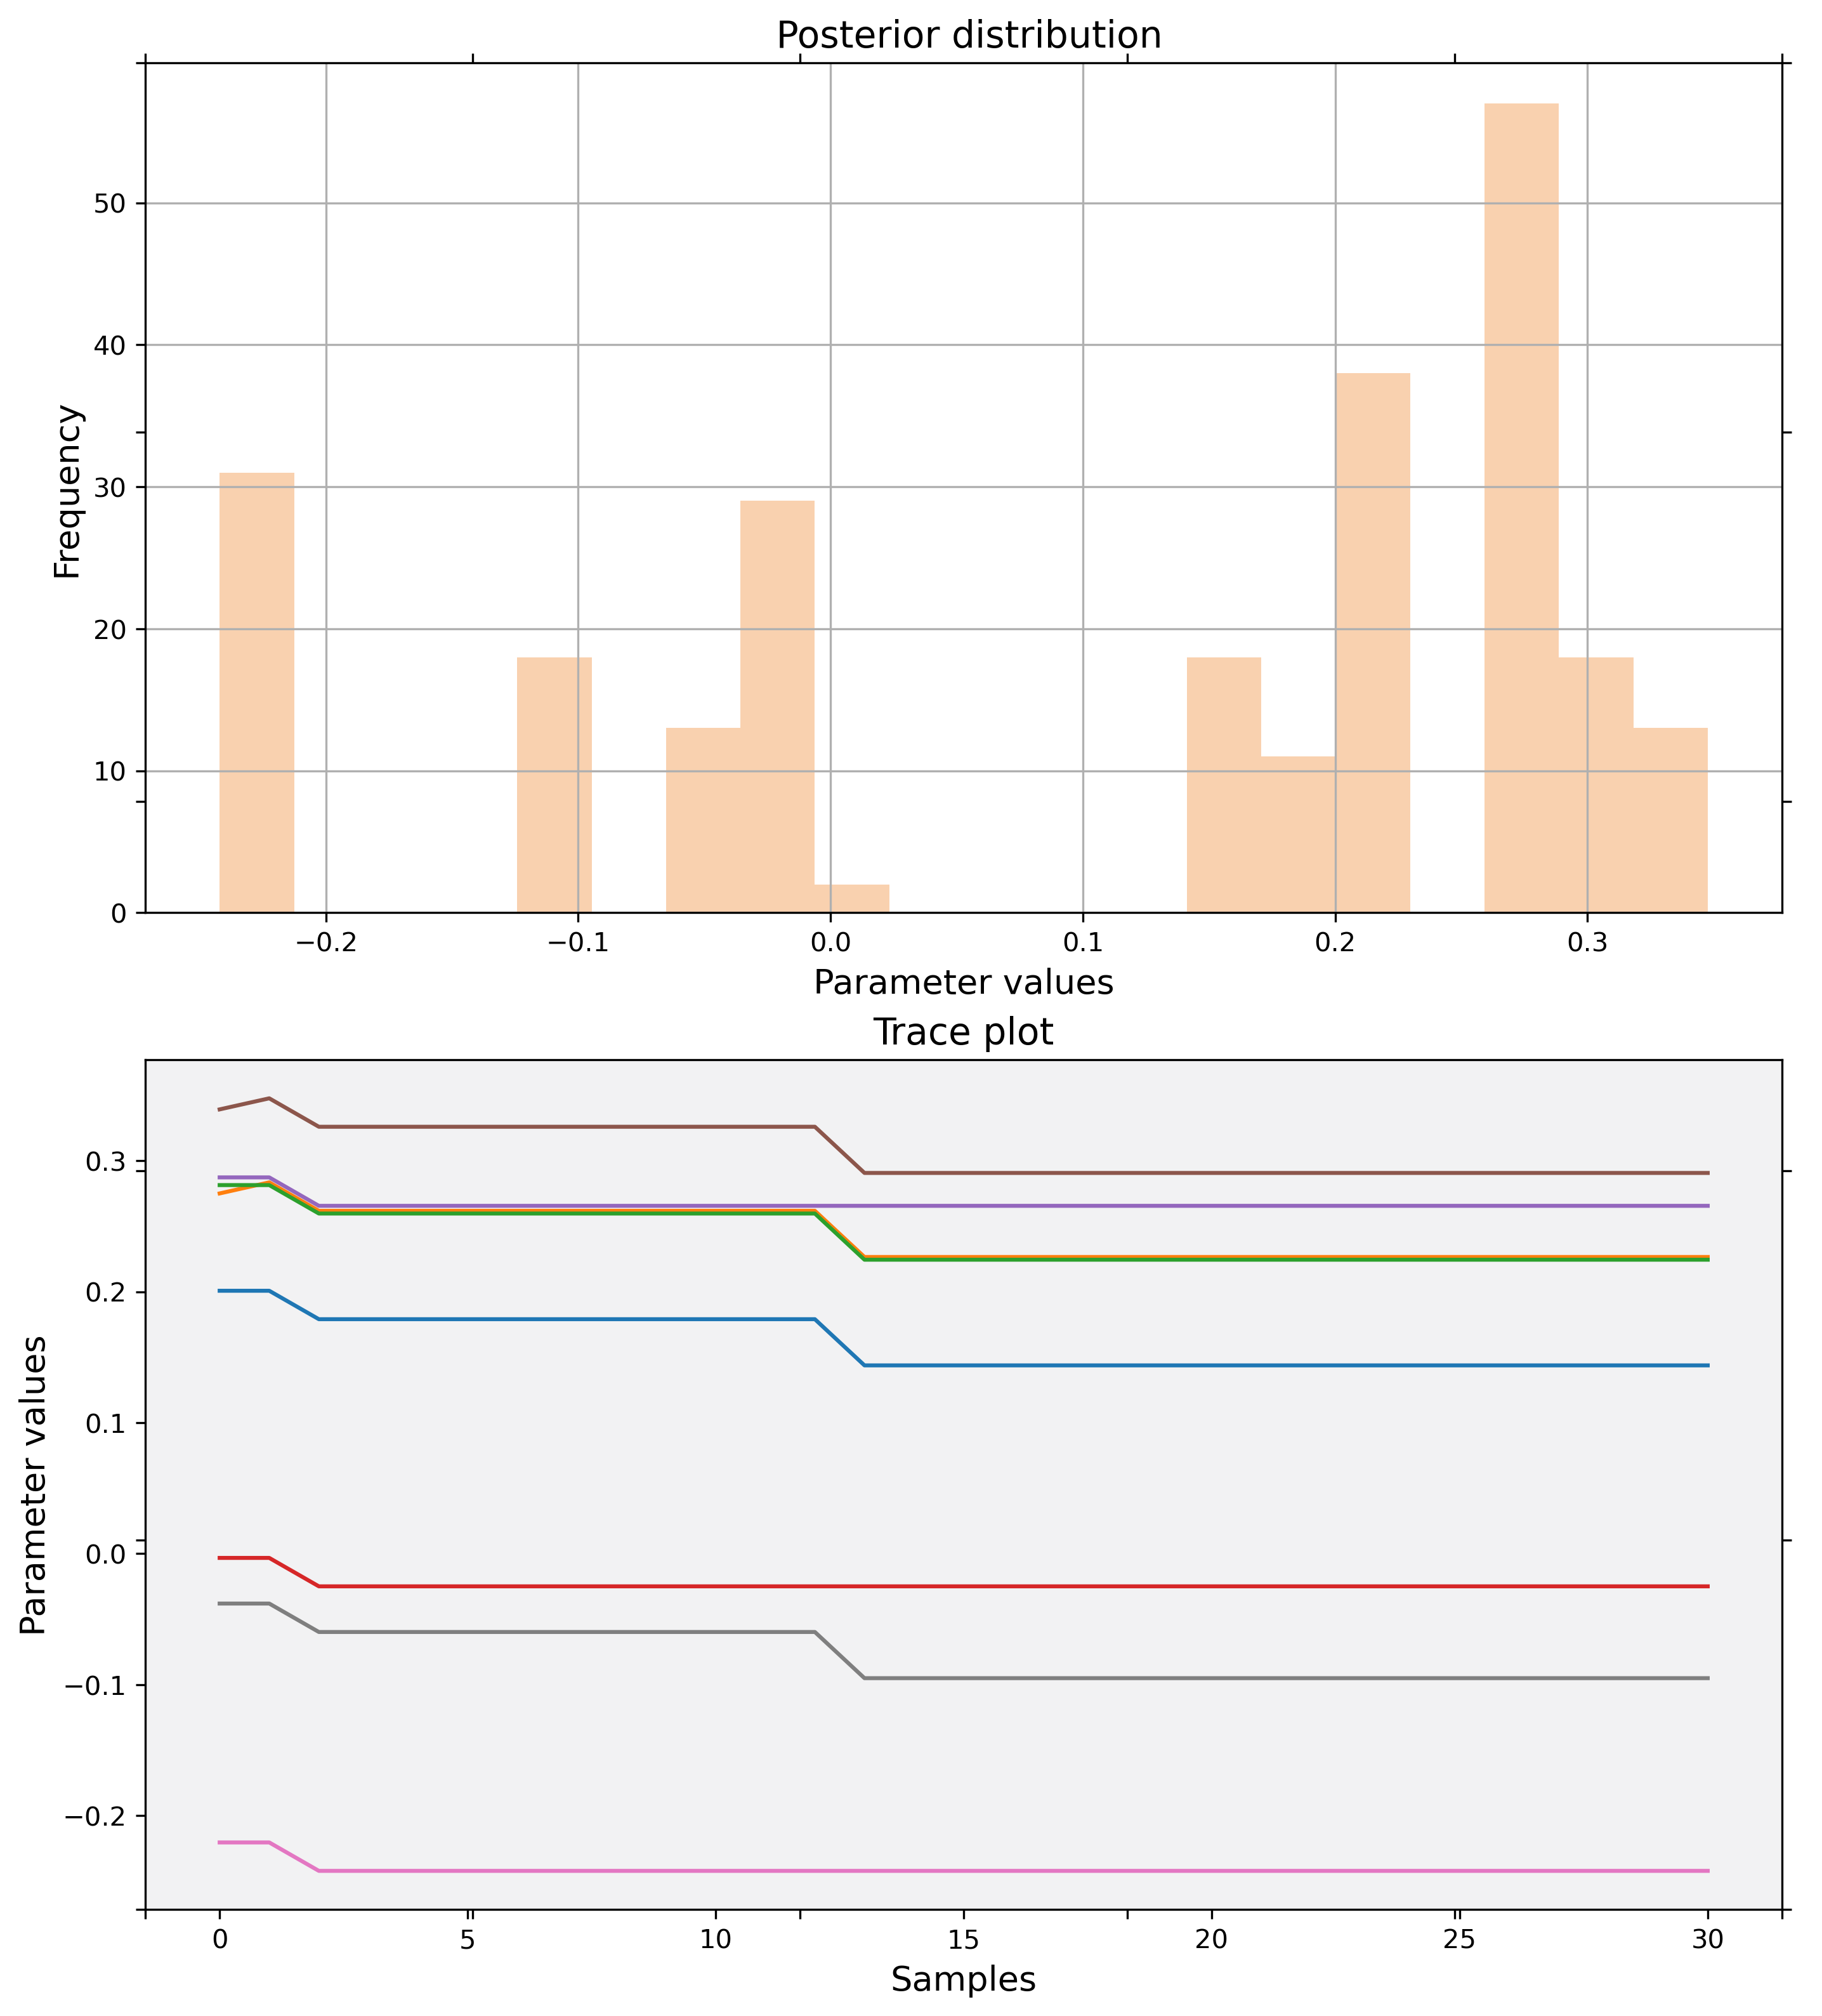 Posterior distribution
Frequency
50
40
30
20
10
0
−0.2 −0.1 0.0 0.1 0.2 0.3
Parameter values
Trace plot
Parameter values
0.3
0.2
0.1
0.0
−0.1
−0.2
0 5 10 15 20 25 30
Samples